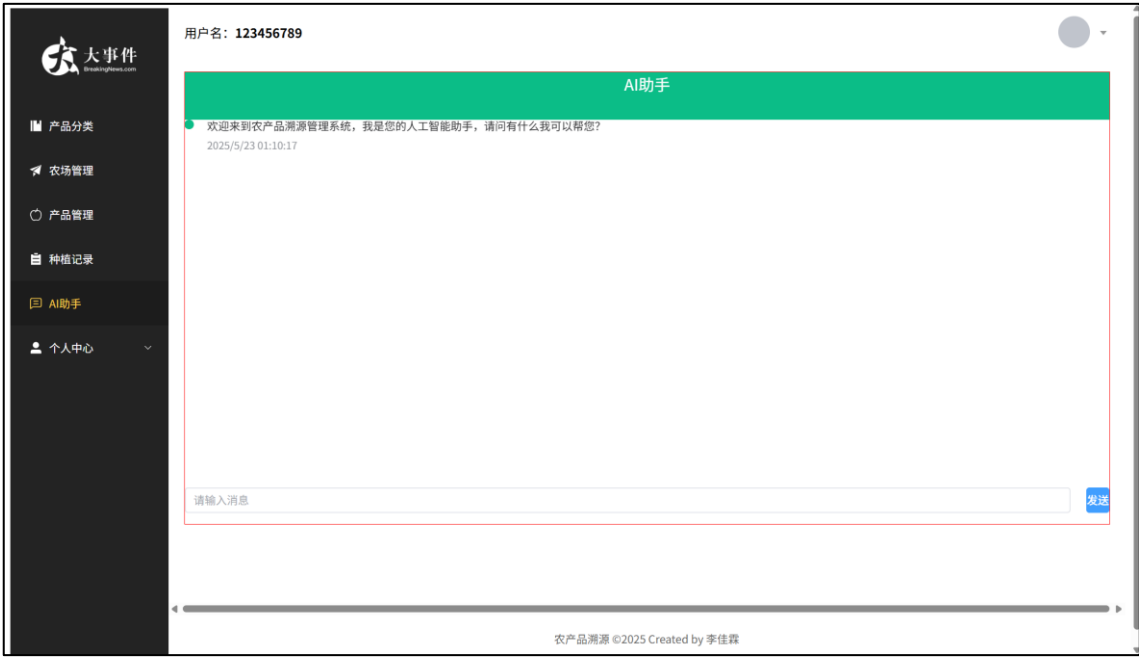 大事件
BreakingNews.com
产品分类
农场管理
产品管理
种植记录
AI助手
个人中心
用户名：123456789
AI助手
欢迎来到农产品溯源管理系统，我是您的人工智能助手，请问有什么我可以帮您？
2025/5/23 01:10:17
请输入消息
发送
农产品溯源 ©2025 Created by 李佳霖